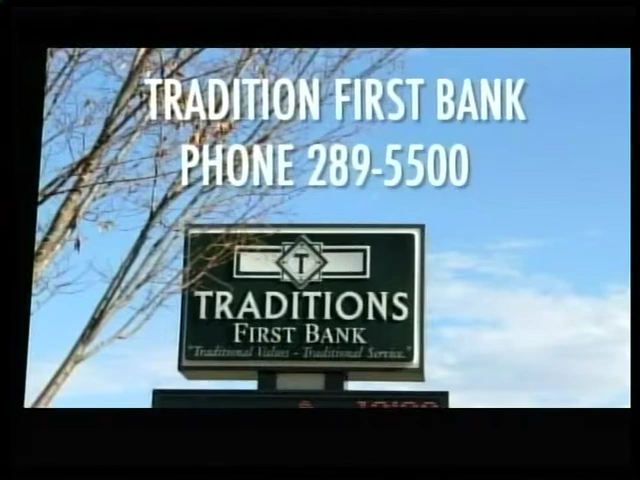 TRADITION FIRST BANK
PHONE 289-5500
T
TRADITIONS
FIRST BANK
"Traditional Values - Traditional Service."